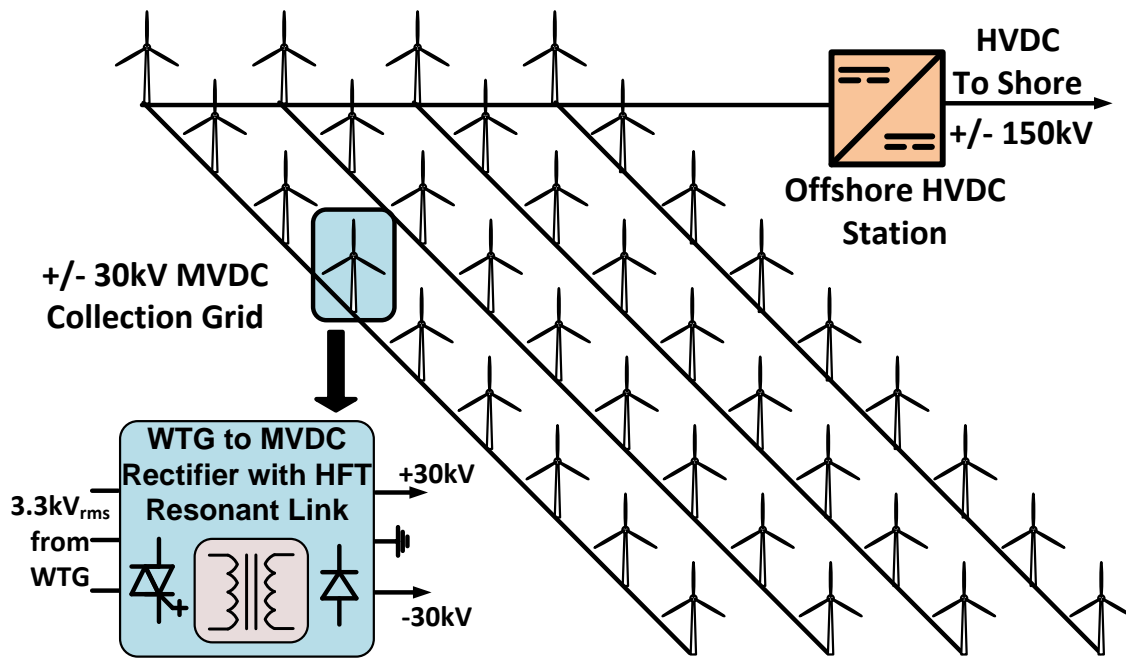 HVDC
To Shore
+/- 150kV
Offshore HVDC
Station
+/- 30kV MVDC
Collection Grid
WTG to MVDC
Rectifier with HFT
Resonant Link
3.3kVrms
from
WTG
+30kV
-30kV